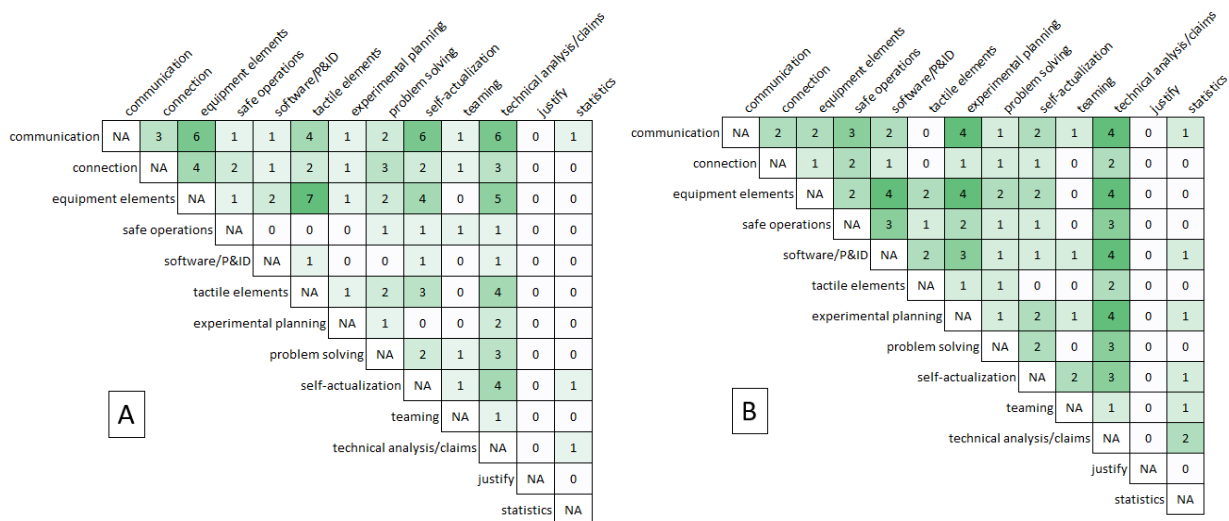 communication
connection
equipment elements
safe operations
software/P&ID
tactile elements
experimental planning
problem solving
self-actualization
teaming
technical analysis/claims
justify
statistics
communication NA 3 6 1 1 4 1 2 6 1 6 0 1
connection NA 4 2 1 2 1 3 2 1 3 0 0
equipment elements NA 1 2 7 1 2 4 0 5 0 0
safe operations NA 0 0 0 1 1 1 1 0 0
software/P&ID NA 1 0 0 1 0 1 0 0
tactile elements NA 1 2 3 0 4 0 0
experimental planning NA 1 0 0 2 0 0
problem solving NA 2 1 3 0 0
self-actualization NA 1 4 0 1
teaming NA 1 0 0
technical analysis/claims NA 0 1
justify NA 0
statistics NA
A
communication
connection
equipment elements
safe operations
software/P&ID
tactile elements
experimental planning
problem solving
self-actualization
teaming
technical analysis/claims
justify
statistics
communication NA 2 2 3 2 0 4 1 2 1 4 0 1
connection NA 1 2 1 0 1 1 1 0 2 0 0
equipment elements NA 2 4 2 4 2 2 0 4 0 0
safe operations NA 3 1 2 1 1 0 3 0 0
software/P&ID NA 2 3 1 1 1 4 0 1
tactile elements NA 1 1 0 0 2 0 0
experimental planning NA 1 2 1 4 0 1
problem solving NA 2 0 3 0 0
self-actualization NA 2 3 0 1
teaming NA 1 0 1
technical analysis/claims NA 0 2
justify NA 0
statistics NA
B